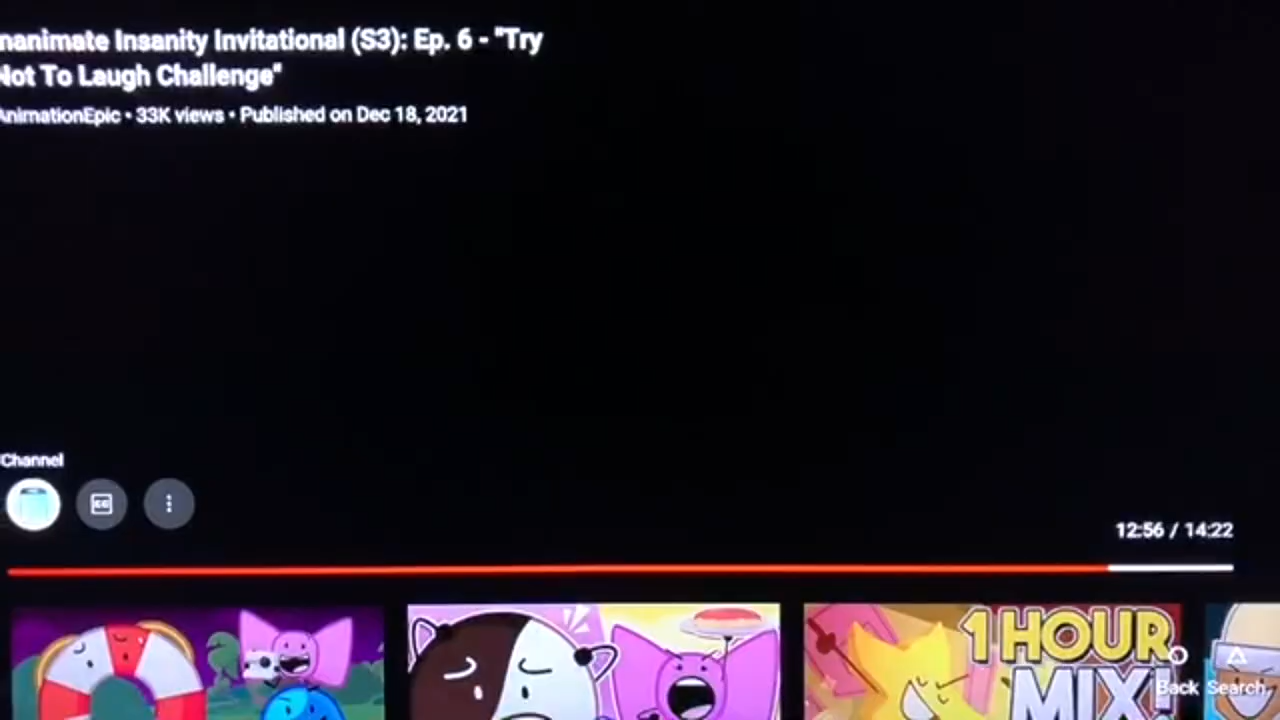 nanimate Insanity Invitational (S3): Ep. 6 - "Try
Not To Laugh Challenge"
AnimationEpic • 33K views • Published on Dec 18, 2021
Channel
CC
12:56 / 14:22
1 HOUR
MIX!
Back Search